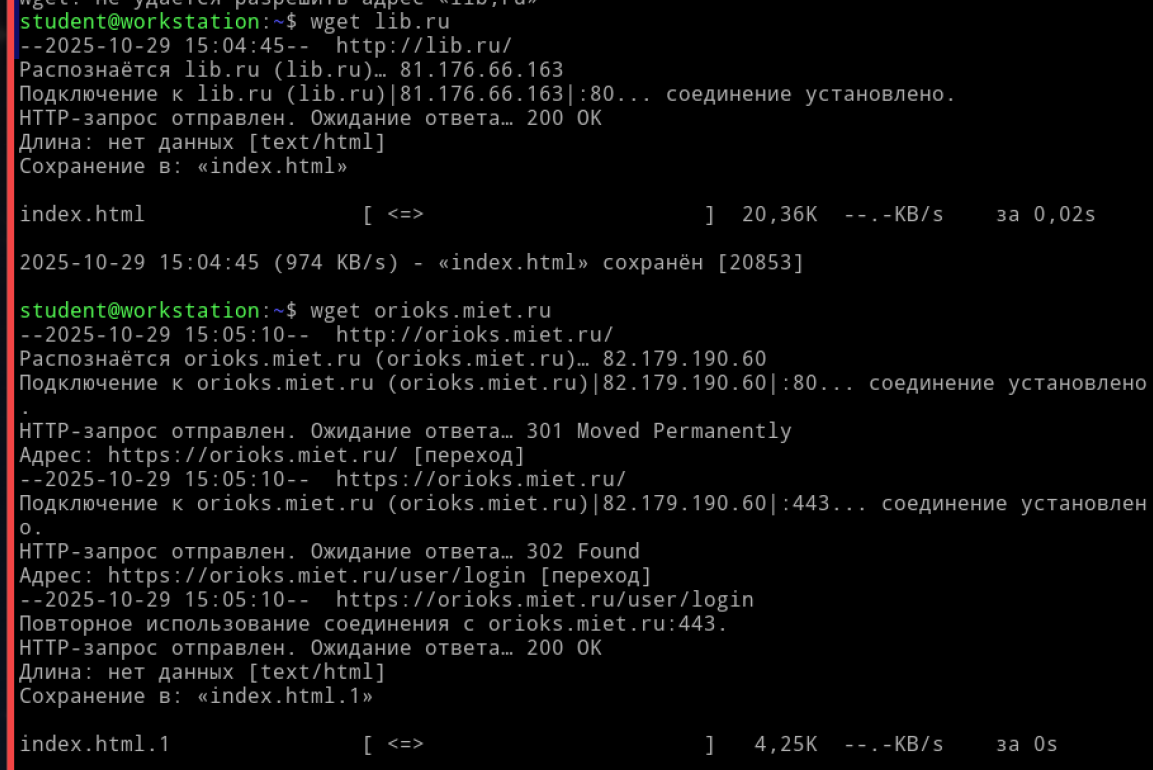 wget: не удаётся разрешить адрес «lib,ru»
student@workstation:~$ wget lib.ru
--2025-10-29 15:04:45--  http://lib.ru/
Распознаётся lib.ru (lib.ru)… 81.176.66.163
Подключение к lib.ru (lib.ru)|81.176.66.163|:80... соединение установлено.
HTTP-запрос отправлен. Ожидание ответа… 200 OK
Длина: нет данных [text/html]
Сохранение в: «index.html»
index.html                 [ <=>                      ]  20,36K  --.-KB/s    за 0,02s
2025-10-29 15:04:45 (974 KB/s) - «index.html» сохранён [20853]
student@workstation:~$ wget orioks.miet.ru
--2025-10-29 15:05:10--  http://orioks.miet.ru/
Распознаётся orioks.miet.ru (orioks.miet.ru)… 82.179.190.60
Подключение к orioks.miet.ru (orioks.miet.ru)|82.179.190.60|:80... соединение установлено
.
HTTP-запрос отправлен. Ожидание ответа… 301 Moved Permanently
Адрес: https://orioks.miet.ru/ [переход]
--2025-10-29 15:05:10--  https://orioks.miet.ru/
Подключение к orioks.miet.ru (orioks.miet.ru)|82.179.190.60|:443... соединение установлен
о.
HTTP-запрос отправлен. Ожидание ответа… 302 Found
Адрес: https://orioks.miet.ru/user/login [переход]
--2025-10-29 15:05:10--  https://orioks.miet.ru/user/login
Повторное использование соединения с orioks.miet.ru:443.
HTTP-запрос отправлен. Ожидание ответа… 200 OK
Длина: нет данных [text/html]
Сохранение в: «index.html.1»
index.html.1               [ <=>                      ]   4,25K  --.-KB/s    за 0s